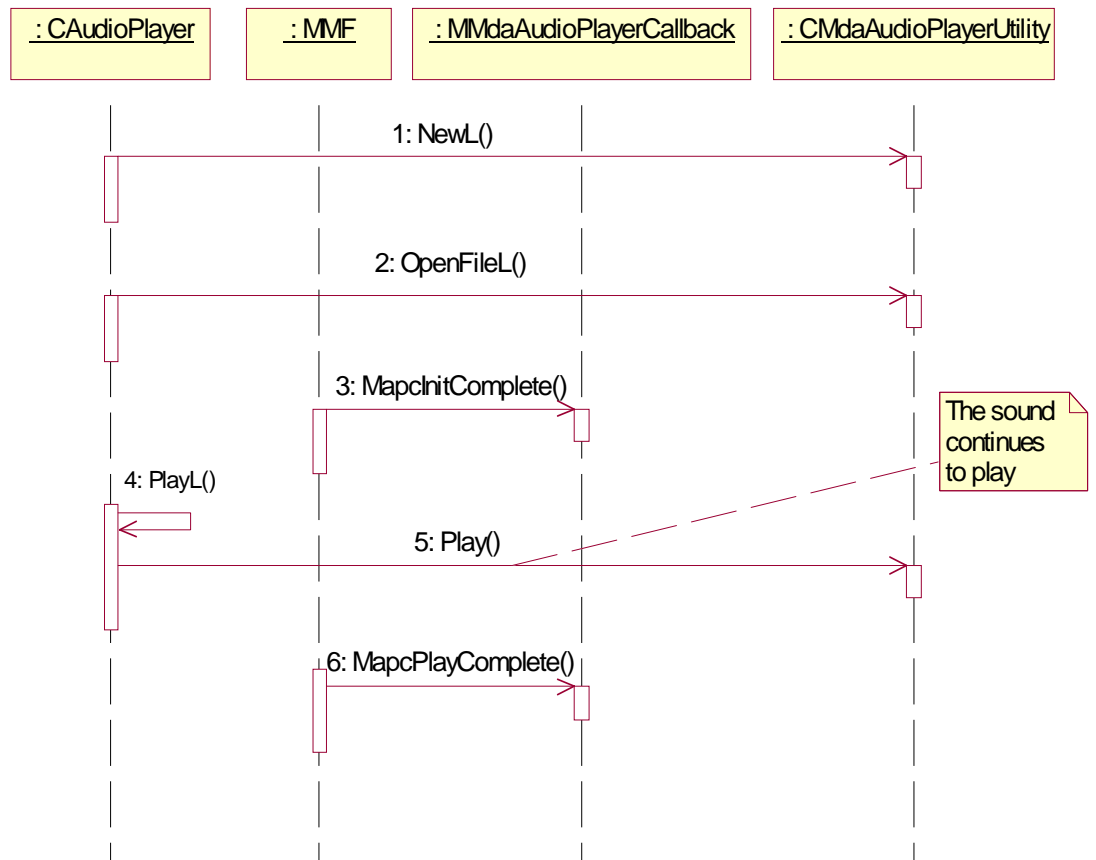 : CAudioPlayer
: MMF
: MMdaAudioPlayerCallback
: CMdaAudioPlayerUtility
1: NewL()
2: OpenFileL()
3: MapcInitComplete()
The sound
continues
to play
4: PlayL()
5: Play()
6: MapcPlayComplete()